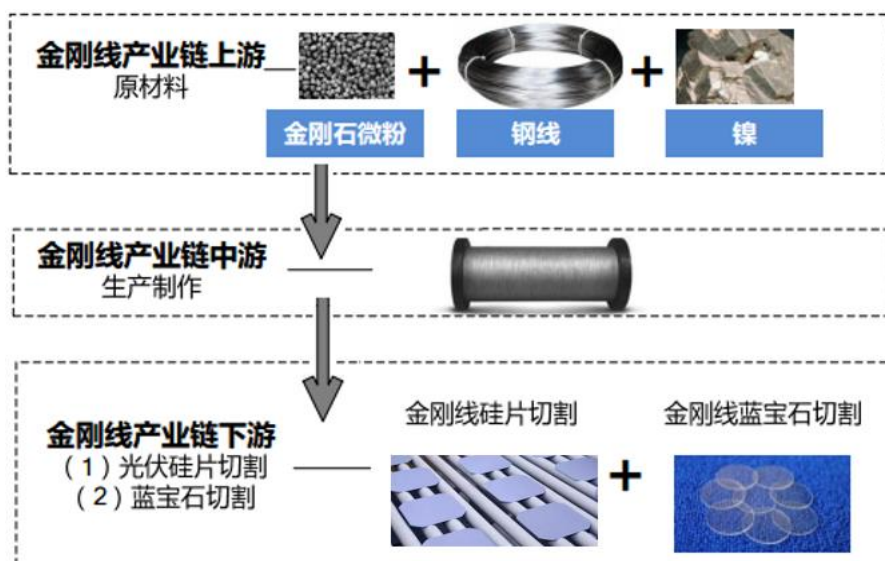 金刚线产业链上游
原材料
金刚石微粉
钢线
镍
金刚线产业链中游
生产制作
金刚线产业链下游
（1）光伏硅片切割
（2）蓝宝石切割
金刚线硅片切割
金刚线蓝宝石切割